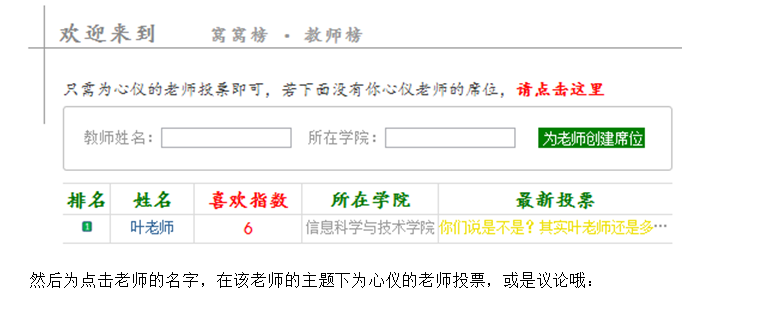 欢迎来到 窝窝榜 · 教师榜
只需为心仪的老师投票即可，若下面没有你心仪老师的席位，请点击这里
教师姓名： 所在学院： 为老师创建席位
排名 姓名 喜欢指数 所在学院 最新投票
1 叶老师 6 信息科学与技术学院 你们说是不是？其实叶老师还是多…
然后为点击老师的名字，在该老师的主题下为心仪的老师投票，或是议论哦：